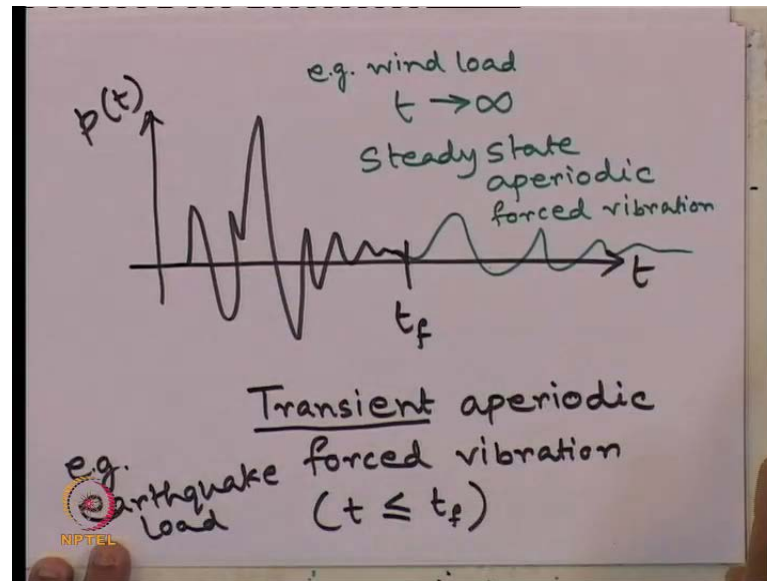 e.g. wind load
t → ∞
p(t)
Steady state
aperiodic
forced vibration
t
t_f
Transient aperiodic
forced vibration
e.g.
earthquake
load
(t ≤ t_f)
NPTEL